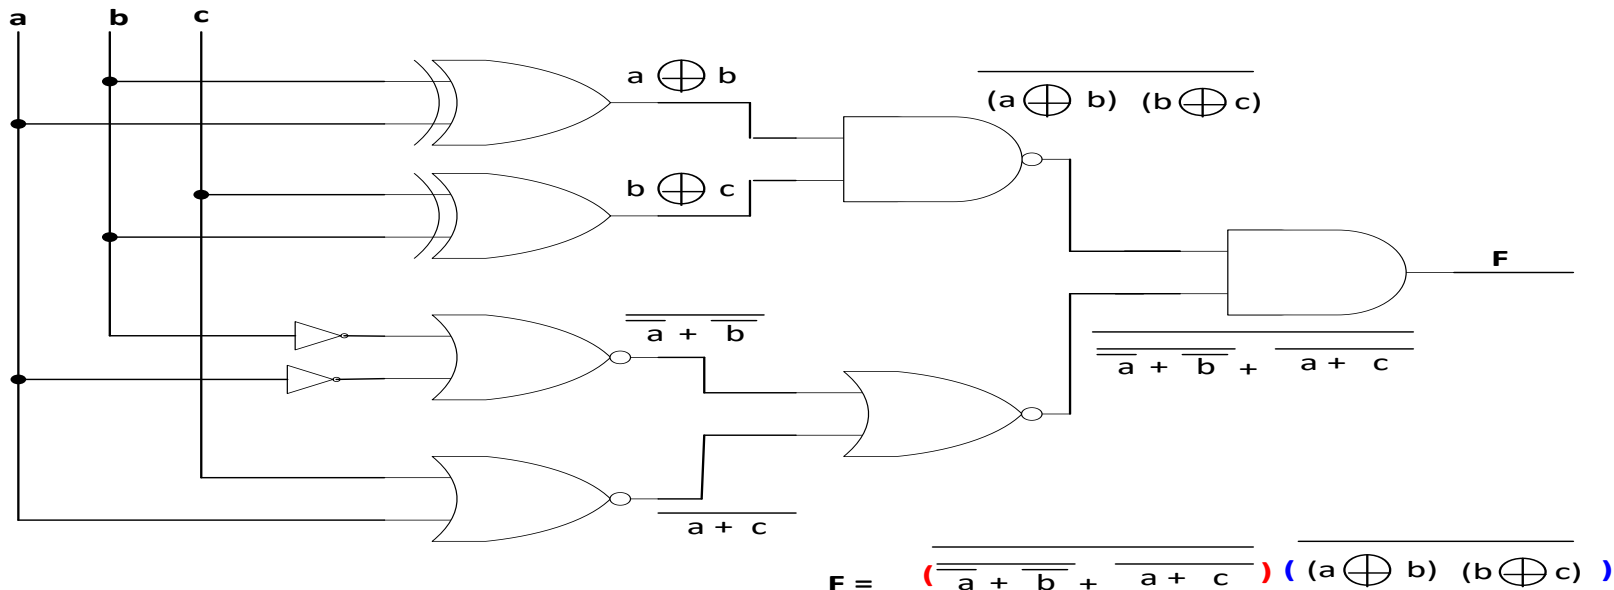 a b c
a ⊕ b
(a ⊕ b) (b ⊕ c)
b ⊕ c
F
a + b
a + b + a + c
a + c
F = ( a + b + a + c ) ( (a ⊕ b) (b ⊕ c) )